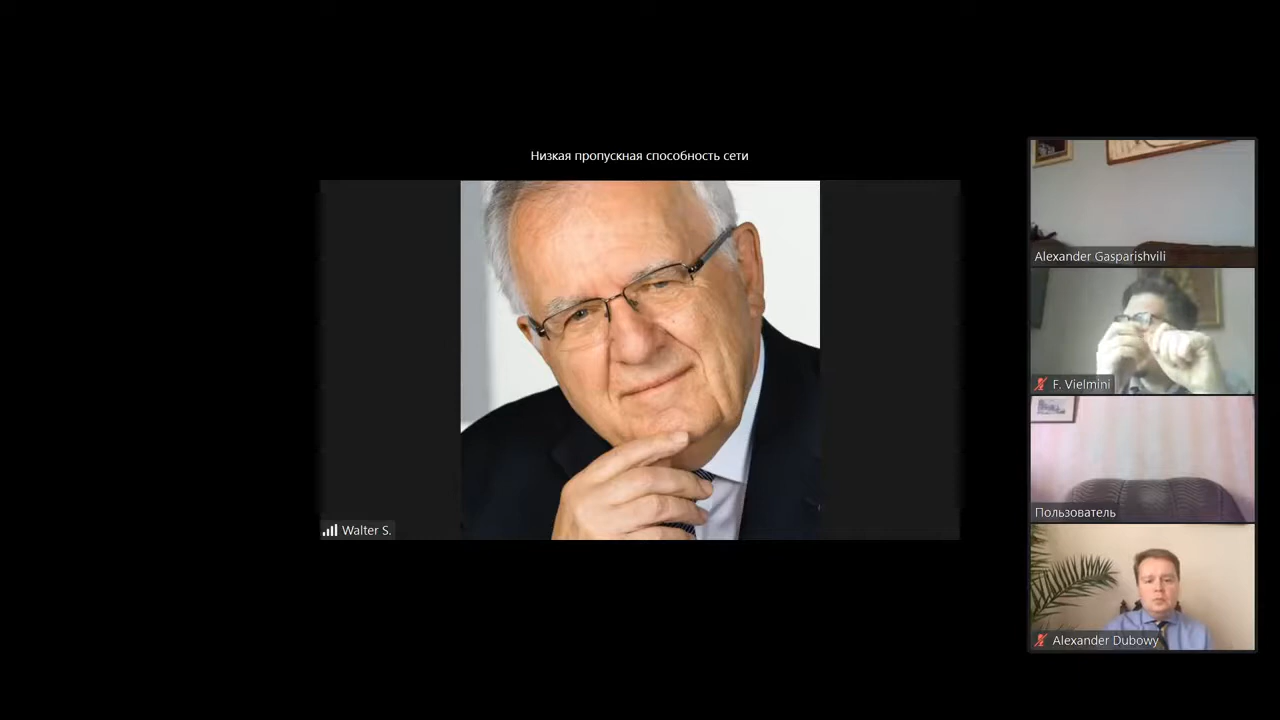 Низкая пропускная способность сети
Walter S.
Alexander Gasparishvili
F. Vielmini
Пользователь
Alexander Dubowy